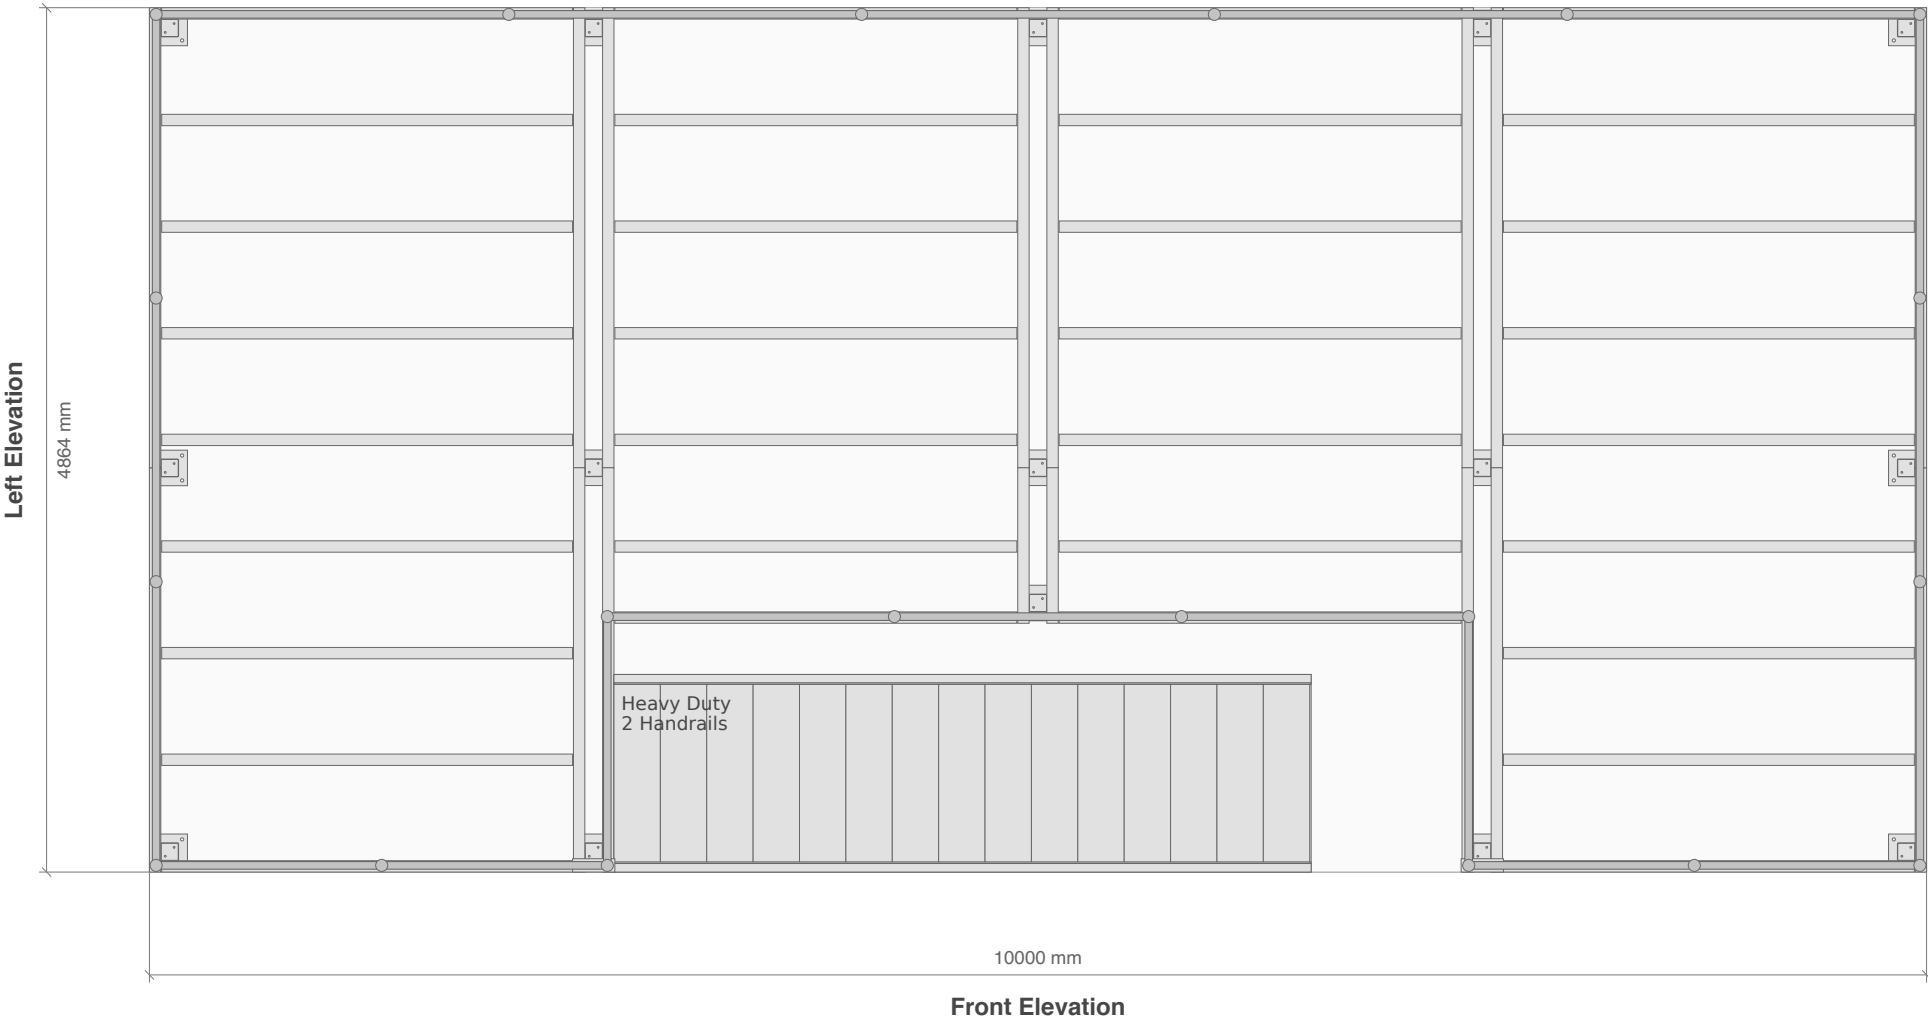 Left Elevation
4864 mm
Heavy Duty
2 Handrails
10000 mm
Front Elevation